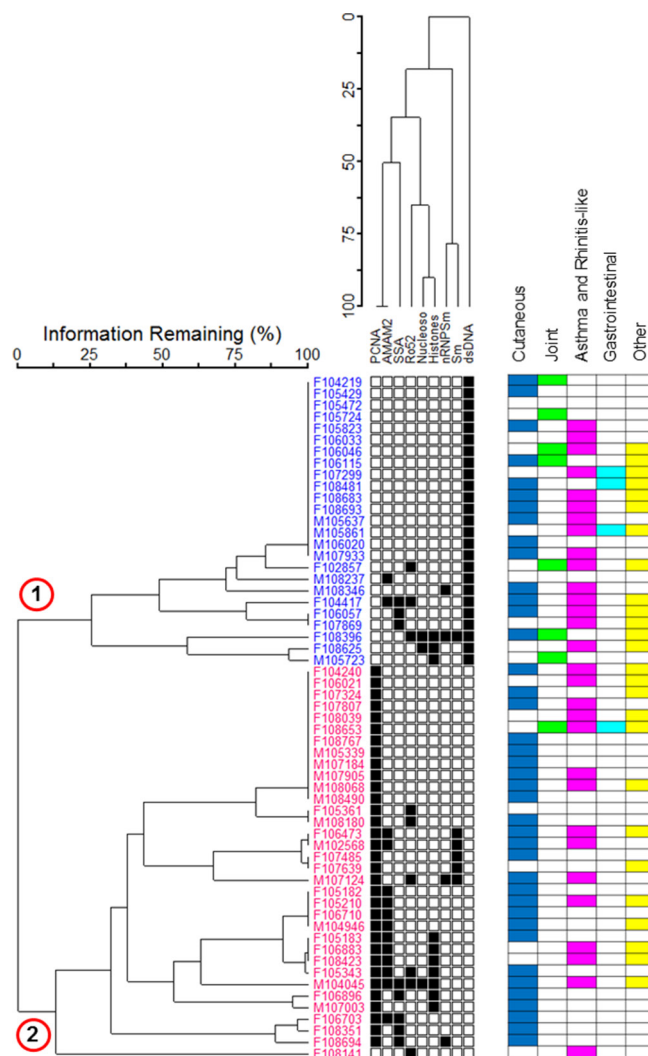 0
25
50
75
100
Information Remaining (%)
0 25 50 75 100
PCNA
AMAM2
SSA
Ro52
Nucleoso
Histones
nRNPSm
Sm
dsDNA
Cutaneous
Joint
Asthma and Rhinitis-like
Gastrointestinal
Other
F104219
F105429
F105472
F105724
F105823
F106033
F106046
F106115
F107299
F108481
F108683
F108693
M105637
M105861
M106020
M107933
F102857
M108237
M108346
F104417
F106057
F107869
F108396
F108625
M105723
F104240
F106021
F107324
F107807
F108039
F108653
F108767
M105339
M107184
M107905
M108068
M108490
F105361
M108180
F106473
M102568
F107485
F107639
M107124
F105182
F105210
F106710
M104946
F105183
F106883
F108423
F105343
M104045
F106896
M107003
F106703
F108351
F108694
F108141
1
2